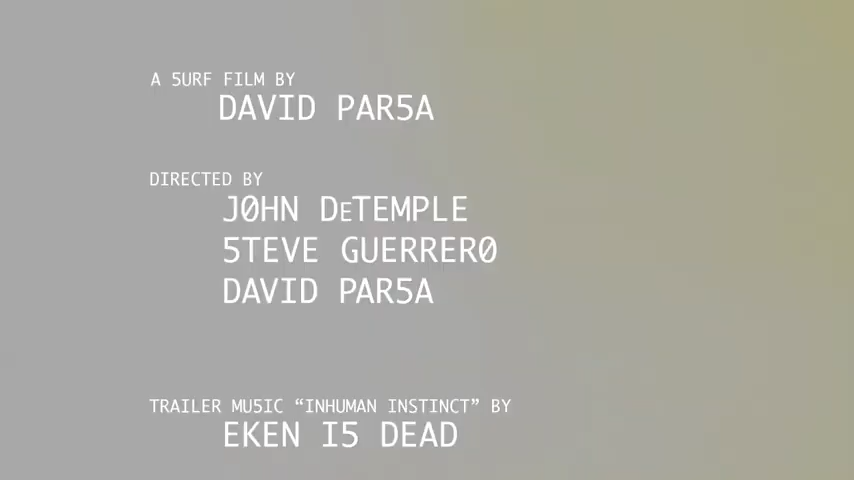 A 5URF FILM BY
DAVID PAR5A
DIRECTED BY
J0HN DeTEMPLE
5TEVE GUERRER0
DAVID PAR5A
TRAILER MU5IC “INHUMAN INSTINCT” BY
EKEN I5 DEAD